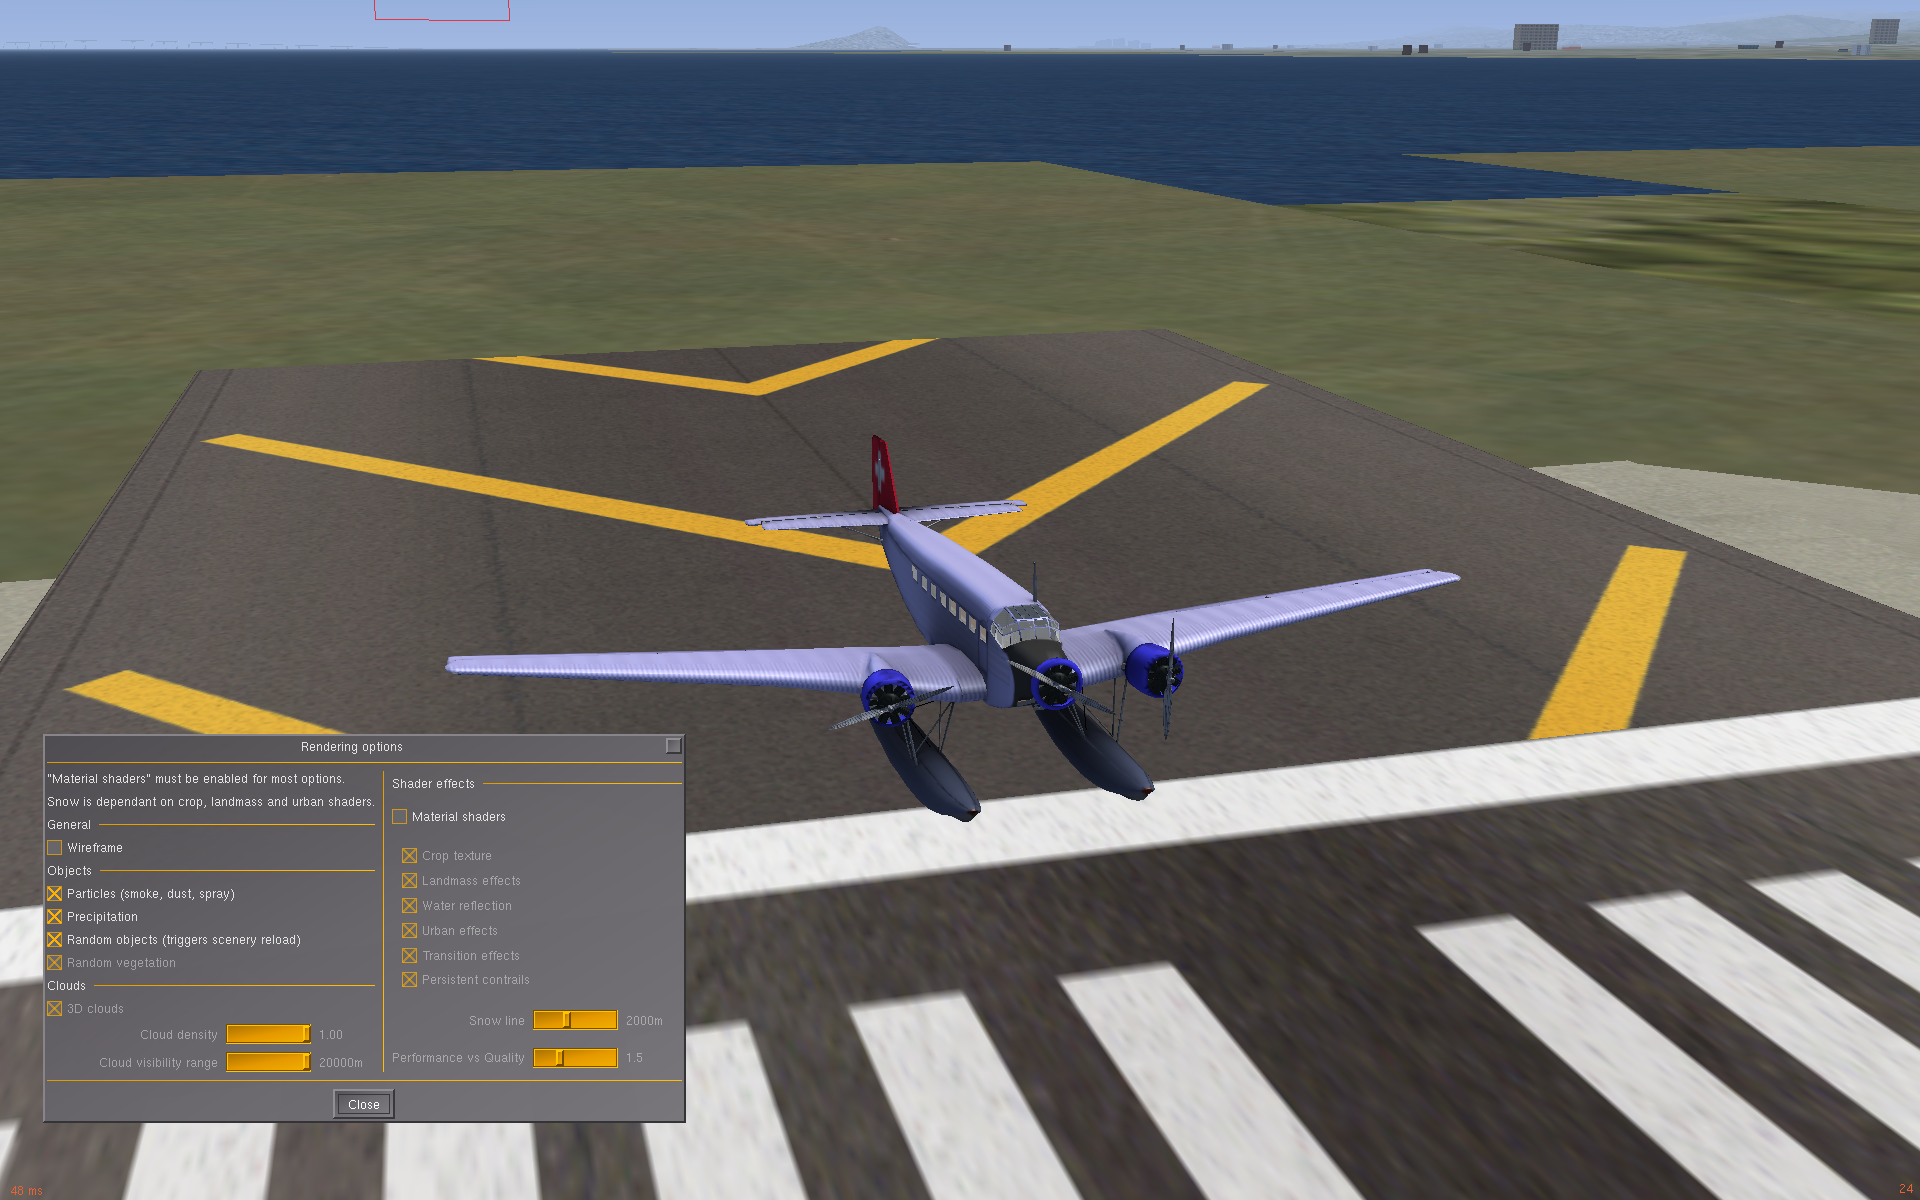 Rendering options
"Material shaders" must be enabled for most options.
Snow is dependant on crop, landmass and urban shaders.
General
Wireframe
Objects
Particles (smoke, dust, spray)
Precipitation
Random objects (triggers scenery reload)
Random vegetation
Clouds
3D clouds
Cloud density 1.00
Cloud visibility range 20000m
Shader effects
Material shaders
Crop texture
Landmass effects
Water reflection
Urban effects
Transition effects
Persistent contrails
Snow line 2000m
Performance vs Quality 1.5
Close
48 ms
24